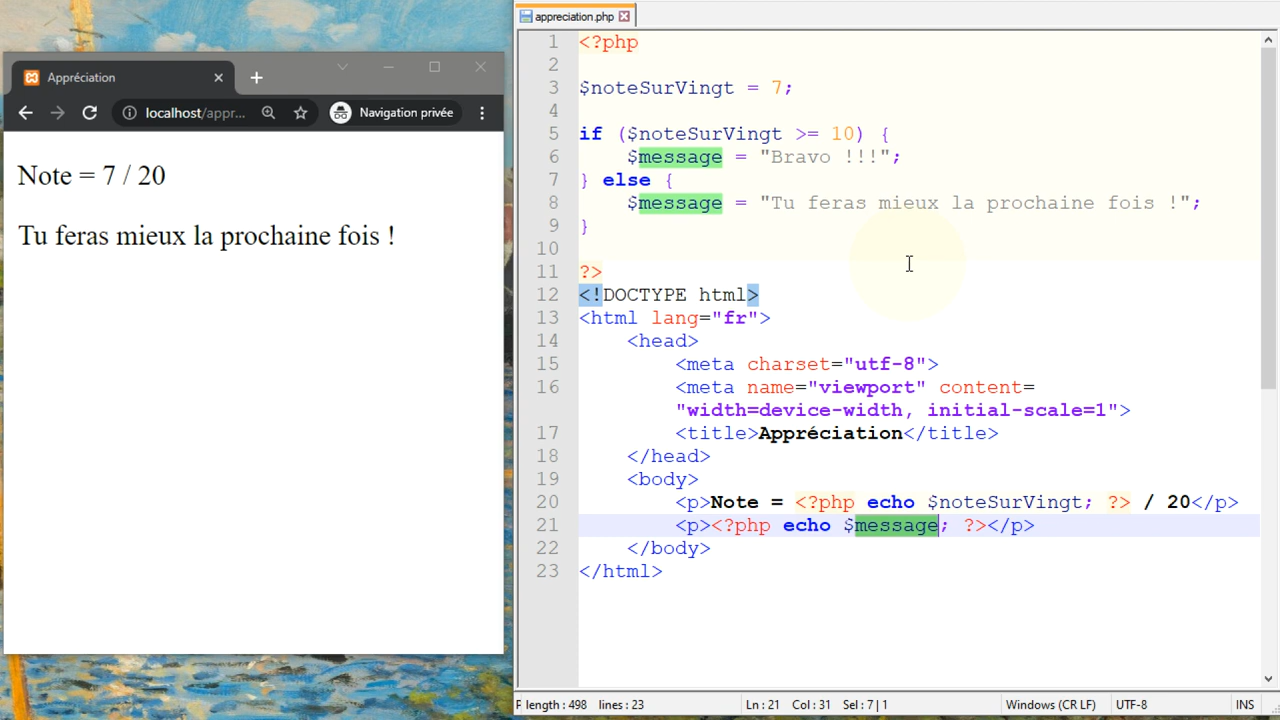 Appréciation
localhost/appr...
Navigation privée
Note = 7 / 20
Tu feras mieux la prochaine fois !
appreciation.php
1 <?php
2
3 $noteSurVingt = 7;
4
5 if ($noteSurVingt >= 10) {
6     $message = "Bravo !!!";
7 } else {
8     $message = "Tu feras mieux la prochaine fois !";
9 }
10
11 ?>
12 <!DOCTYPE html>
13 <html lang="fr">
14     <head>
15         <meta charset="utf-8">
16         <meta name="viewport" content=
"width=device-width, initial-scale=1">
17         <title>Appréciation</title>
18     </head>
19     <body>
20         <p>Note = <?php echo $noteSurVingt; ?> / 20</p>
21         <p><?php echo $message; ?></p>
22     </body>
23 </html>
P length : 498 lines : 23 Ln : 21 Col : 31 Sel : 7 | 1 Windows (CR LF) UTF-8 INS